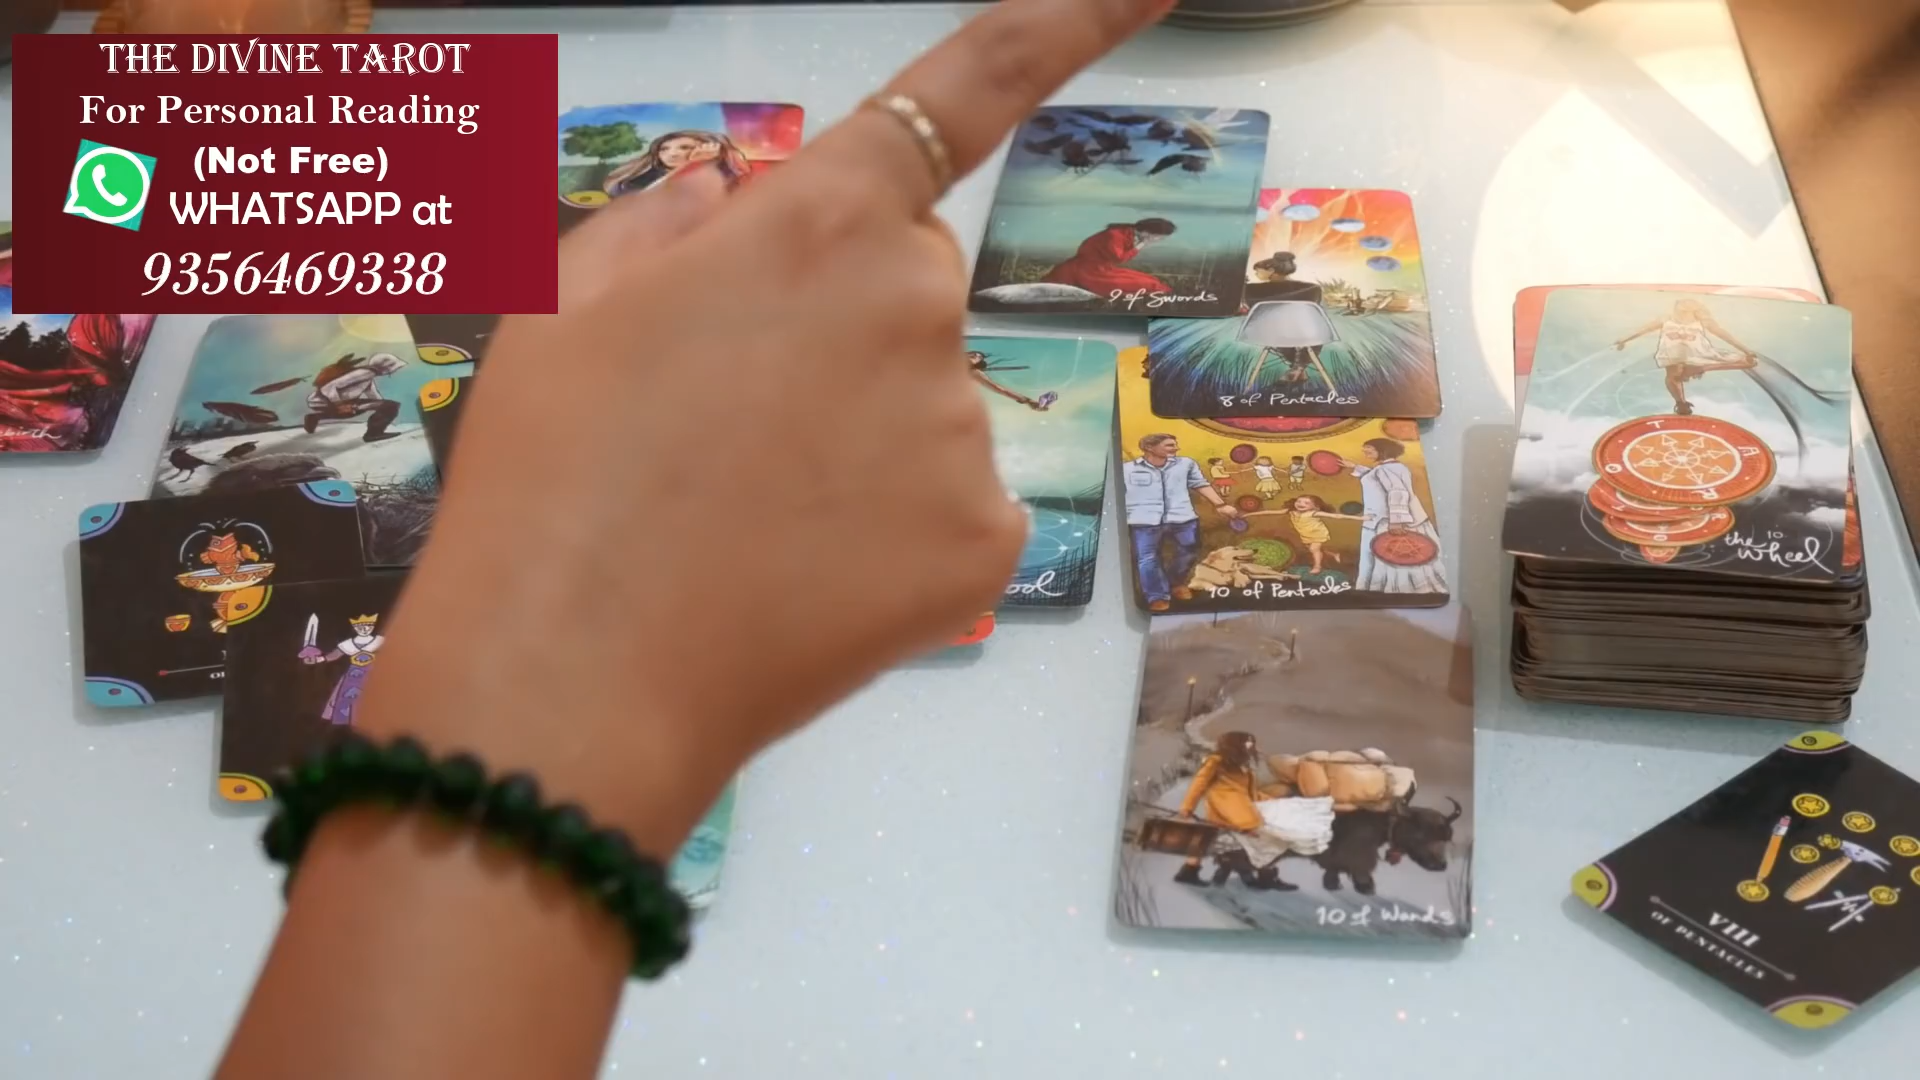 THE DIVINE TAROT
For Personal Reading
(Not Free)
WHATSAPP at
9356469338
9 of Swords
8 of Pentacles
10 of Pentacles
10 of Wands
the 10
Wheel
VIII
OF PENTACLES